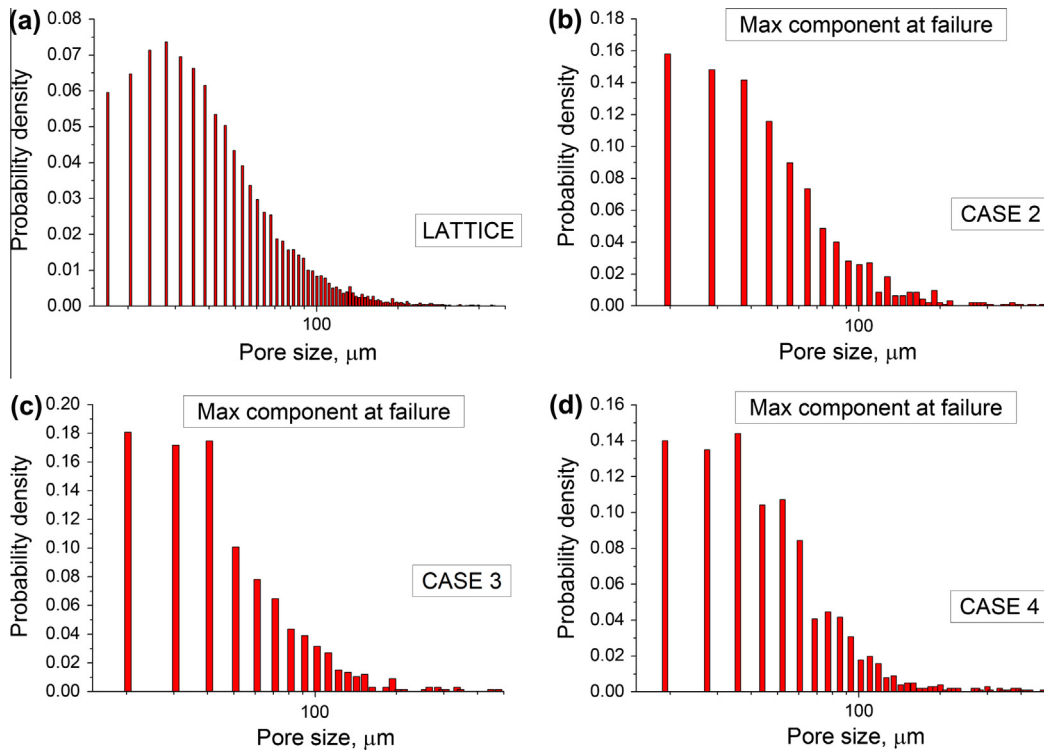 (a)
0.08
0.07
0.06
0.05
0.04
0.03
0.02
0.01
0.00
Probability density
LATTICE
100
Pore size, μm
(b)
0.18
0.16
0.14
0.12
0.10
0.08
0.06
0.04
0.02
0.00
Probability density
Max component at failure
CASE 2
100
Pore size, μm
(c)
0.20
0.18
0.16
0.14
0.12
0.10
0.08
0.06
0.04
0.02
0.00
Probability density
Max component at failure
CASE 3
100
Pore size, μm
(d)
0.16
0.14
0.12
0.10
0.08
0.06
0.04
0.02
0.00
Probability density
Max component at failure
CASE 4
100
Pore size, μm